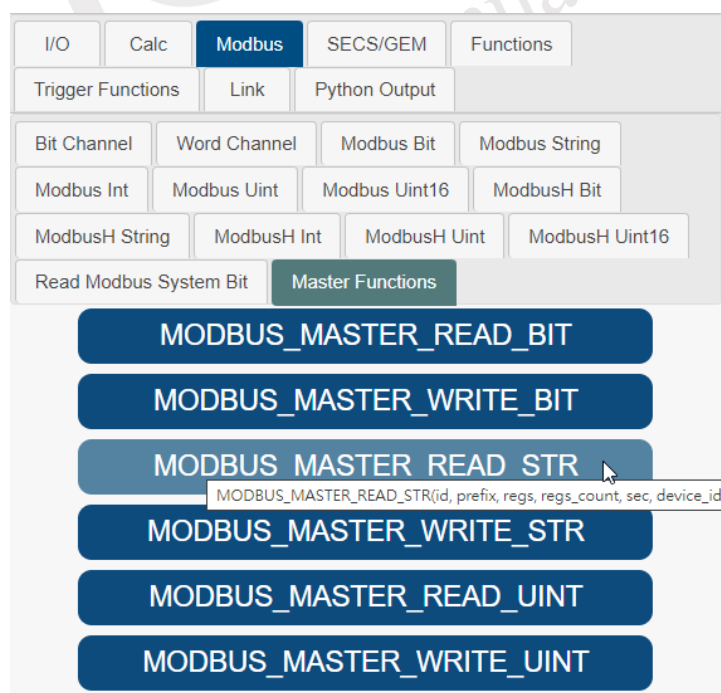 I/O Calc Modbus SECS/GEM Functions
Trigger Functions Link Python Output
Bit Channel Word Channel Modbus Bit Modbus String
Modbus Int Modbus Uint Modbus Uint16 ModbusH Bit
ModbusH String ModbusH Int ModbusH Uint ModbusH Uint16
Read Modbus System Bit Master Functions
MODBUS_MASTER_READ_BIT
MODBUS_MASTER_WRITE_BIT
MODBUS_MASTER_READ_STR
MODBUS_MASTER_READ_STR(id, prefix, regs, regs_count, sec, device_id
MODBUS_MASTER_WRITE_STR
MODBUS_MASTER_READ_UINT
MODBUS_MASTER_WRITE_UINT